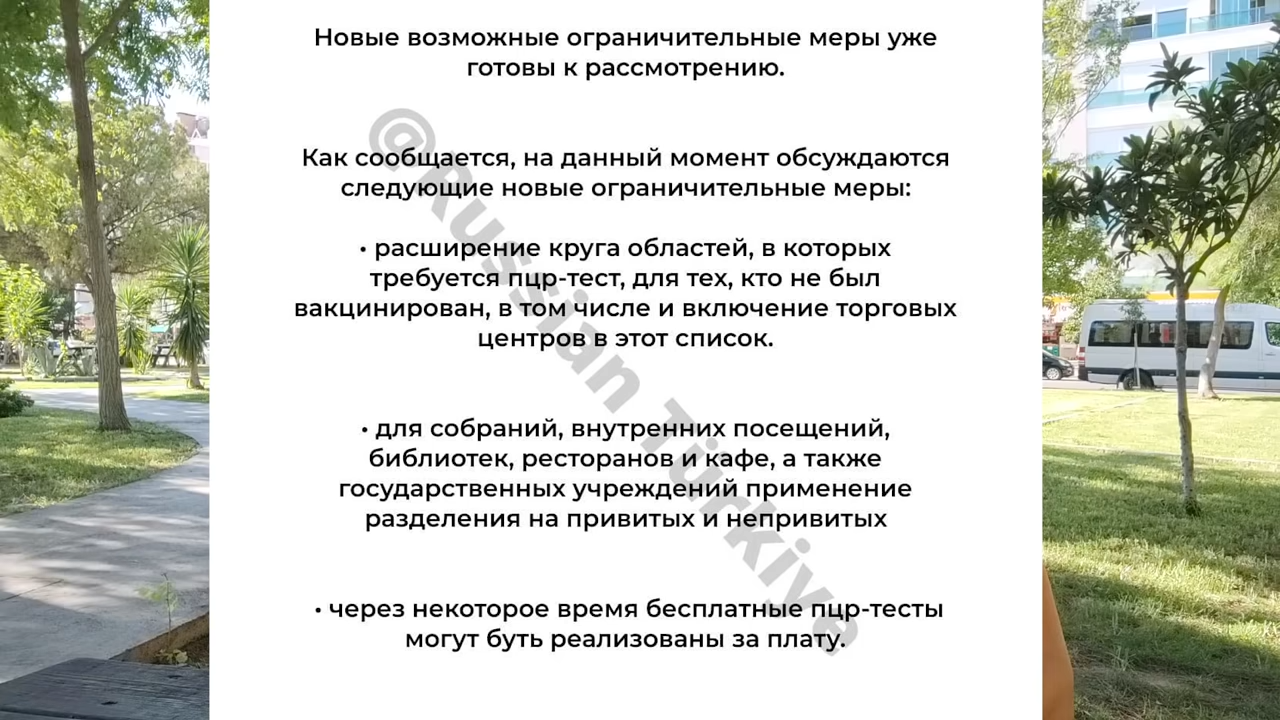 Новые возможные ограничительные меры уже
готовы к рассмотрению.
Как сообщается, на данный момент обсуждаются
следующие новые ограничительные меры:
• расширение круга областей, в которых
требуется пцр-тест, для тех, кто не был
вакцинирован, в том числе и включение торговых
центров в этот список.
• для собраний, внутренних посещений,
библиотек, ресторанов и кафе, а также
государственных учреждений применение
разделения на привитых и непривитых
• через некоторое время бесплатные пцр-тесты
могут буть реализованы за плату.
@Russian Türkiye